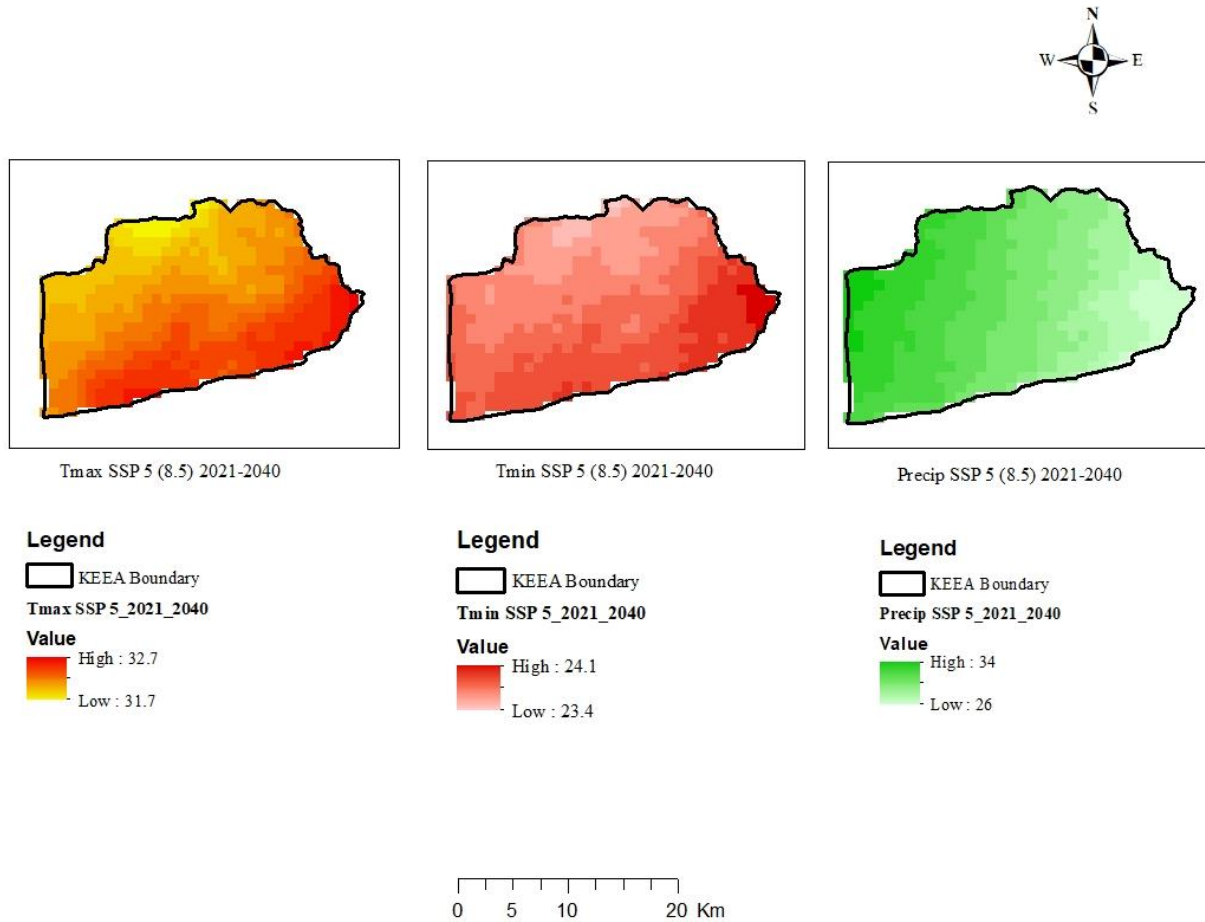 N
W E
S
Tmax SSP 5 (8.5) 2021-2040
Tmin SSP 5 (8.5) 2021-2040
Precip SSP 5 (8.5) 2021-2040
Legend
KEEA Boundary
Tmax SSP 5_2021_2040
Value
High : 32.7
Low : 31.7
Legend
KEEA Boundary
Tmin SSP 5_2021_2040
Value
High : 24.1
Low : 23.4
Legend
KEEA Boundary
Precip SSP 5_2021_2040
Value
High : 34
Low : 26
0 5 10 20 Km